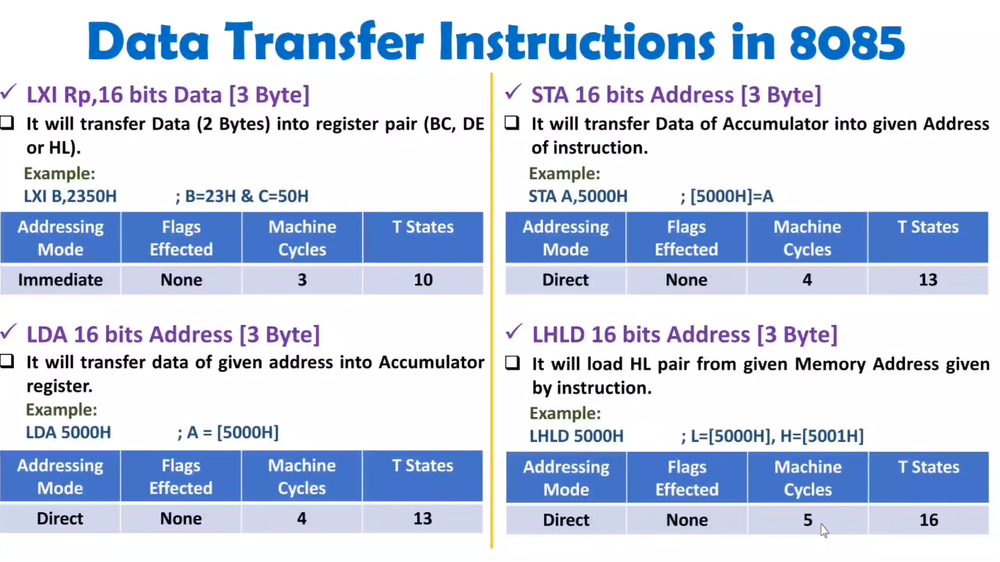 Data Transfer Instructions in 8085
✓ LXI Rp,16 bits Data [3 Byte]
❑ It will transfer Data (2 Bytes) into register pair (BC, DE
or HL).
Example:
LXI B,2350H ; B=23H & C=50H
Addressing Mode Flags Effected Machine Cycles T States
Immediate None 3 10
✓ LDA 16 bits Address [3 Byte]
❑ It will transfer data of given address into Accumulator
register.
Example:
LDA 5000H ; A = [5000H]
Addressing Mode Flags Effected Machine Cycles T States
Direct None 4 13
✓ STA 16 bits Address [3 Byte]
❑ It will transfer Data of Accumulator into given Address
of instruction.
Example:
STA A,5000H ; [5000H]=A
Addressing Mode Flags Effected Machine Cycles T States
Direct None 4 13
✓ LHLD 16 bits Address [3 Byte]
❑ It will load HL pair from given Memory Address given
by instruction.
Example:
LHLD 5000H ; L=[5000H], H=[5001H]
Addressing Mode Flags Effected Machine Cycles T States
Direct None 5 16